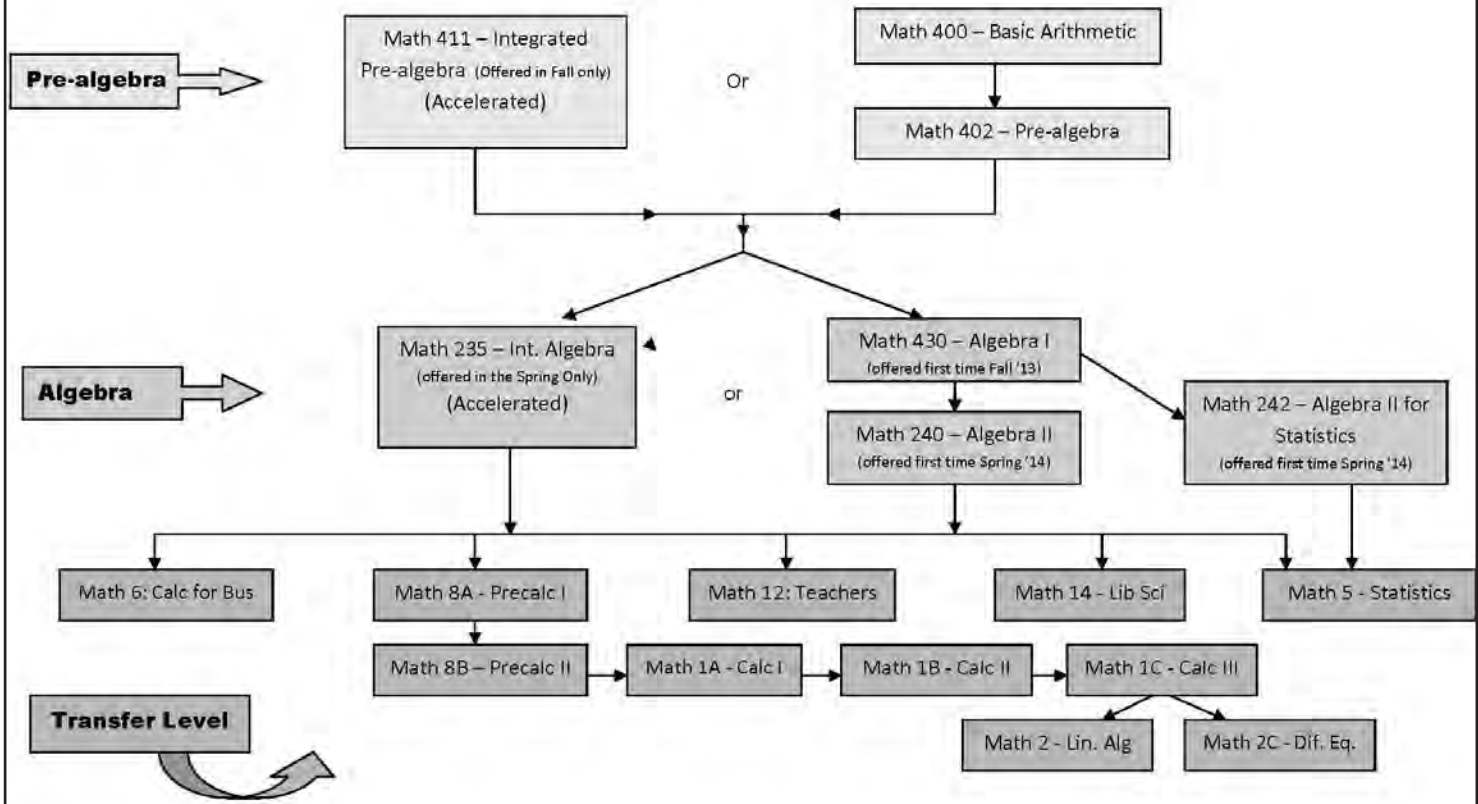 Pre-algebra
Math 411 – Integrated
Pre-algebra (Offered in Fall only)
(Accelerated)
Or
Math 400 – Basic Arithmetic
Math 402 – Pre-algebra
Algebra
Math 235 – Int. Algebra
(offered in the Spring Only)
(Accelerated)
or
Math 430 – Algebra I
(offered first time Fall '13)
Math 240 – Algebra II
(offered first time Spring '14)
Math 242 – Algebra II for
Statistics
(offered first time Spring '14)
Math 6: Calc for Bus
Math 8A - Precalc I
Math 12: Teachers
Math 14 - Lib Sci
Math 5 - Statistics
Math 8B – Precalc II
Math 1A - Calc I
Math 1B - Calc II
Math 1C - Calc III
Transfer Level
Math 2 - Lin. Alg
Math 2C - Dif. Eq.